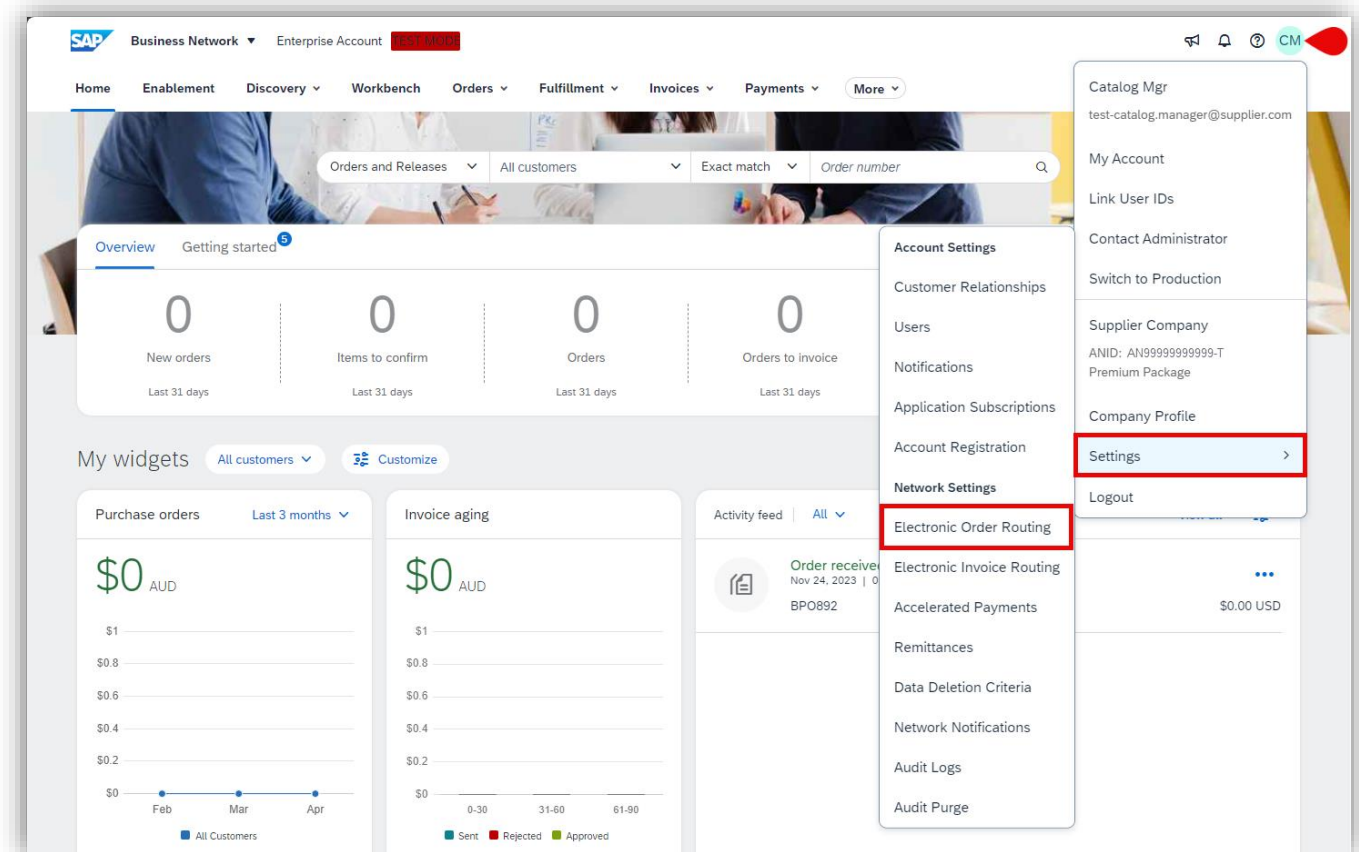 SAP Business Network Enterprise Account TEST MODE
CM
Home Enablement Discovery Workbench Orders Fulfillment Invoices Payments More
Orders and Releases All customers Exact match Order number
Overview Getting started 5
0 0 0 0
New orders Items to confirm Orders Orders to invoice
Last 31 days Last 31 days Last 31 days Last 31 days
My widgets All customers Customize
Purchase orders Last 3 months
$0 AUD
$1
$0.8
$0.6
$0.4
$0.2
$0
Feb Mar Apr
All Customers
Invoice aging
$0 AUD
$1
$0.8
$0.6
$0.4
$0.2
$0
0-30 31-60 61-90
Sent Rejected Approved
Activity feed All
Order received
Nov 24, 2023 | 0
BPO892
$0.00 USD
Account Settings
Customer Relationships
Users
Notifications
Application Subscriptions
Account Registration
Network Settings
Electronic Order Routing
Electronic Invoice Routing
Accelerated Payments
Remittances
Data Deletion Criteria
Network Notifications
Audit Logs
Audit Purge
Catalog Mgr
test-catalog.manager@supplier.com
My Account
Link User IDs
Contact Administrator
Switch to Production
Supplier Company
ANID: AN99999999999-T
Premium Package
Company Profile
Settings
Logout